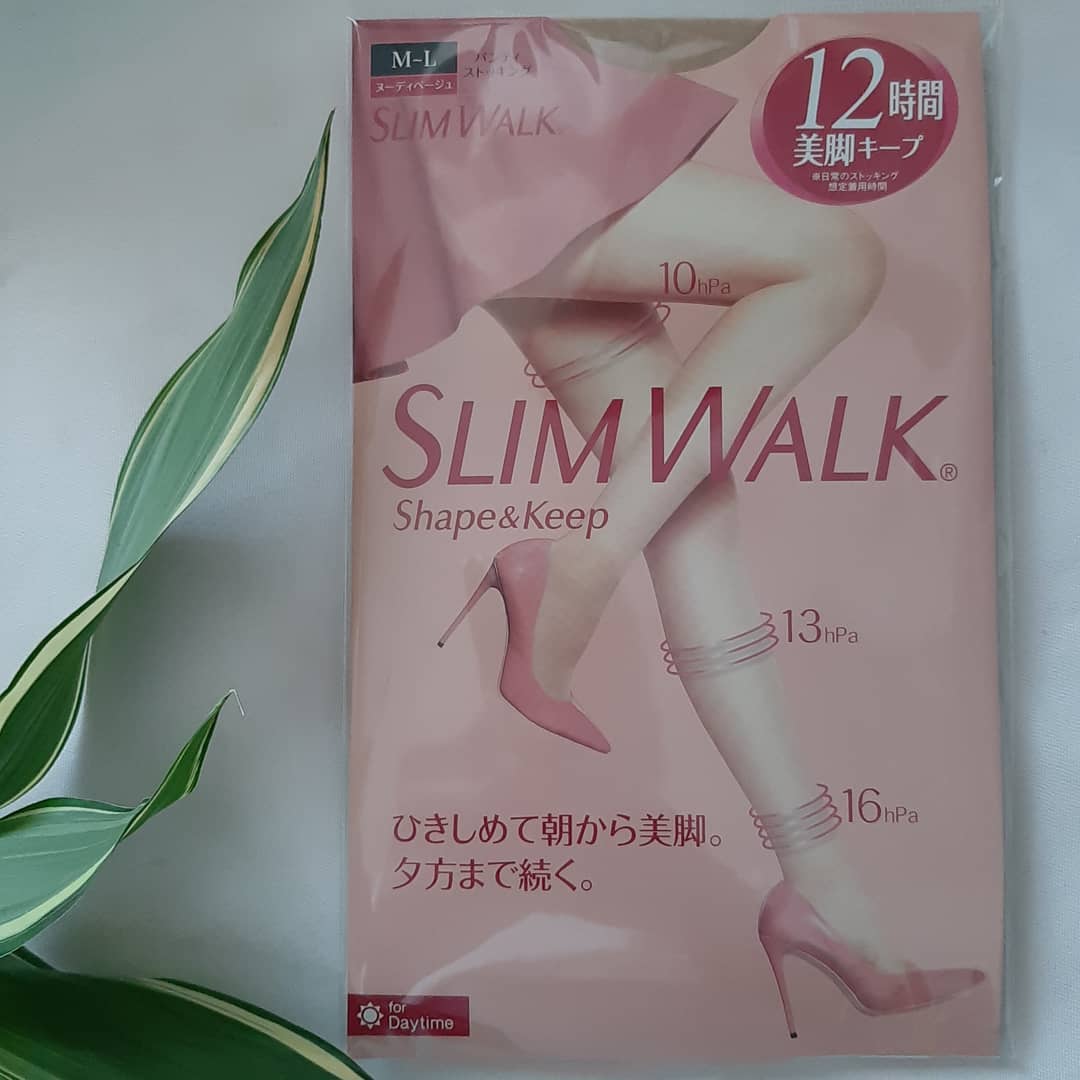 M~L
ヌーディベージュ
パンティ
ストッキング
SLIM WALK®
12時間
美脚キープ
※日常のストッキング
想定着用時間
10hPa
SLIM WALK®
Shape&Keep
13hPa
16hPa
ひきしめて朝から美脚。
夕方まで続く。
for
Daytime